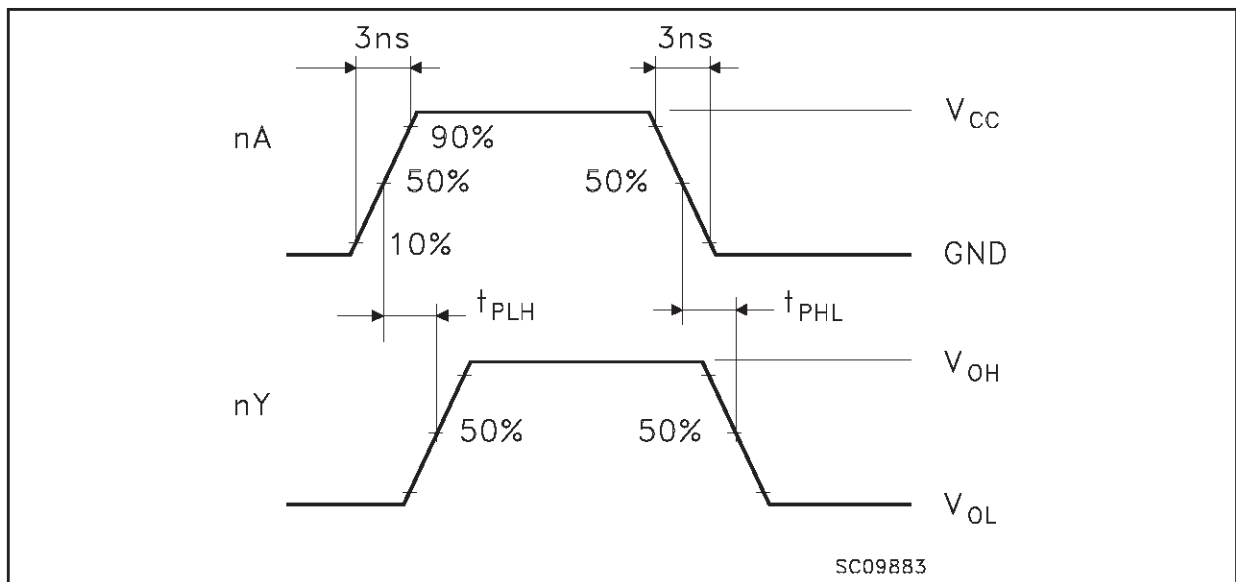 3ns 3ns
V_CC
nA
90%
50% 50%
10%
GND
t_PLH t_PHL
V_OH
nY
50% 50%
V_OL
SC09883